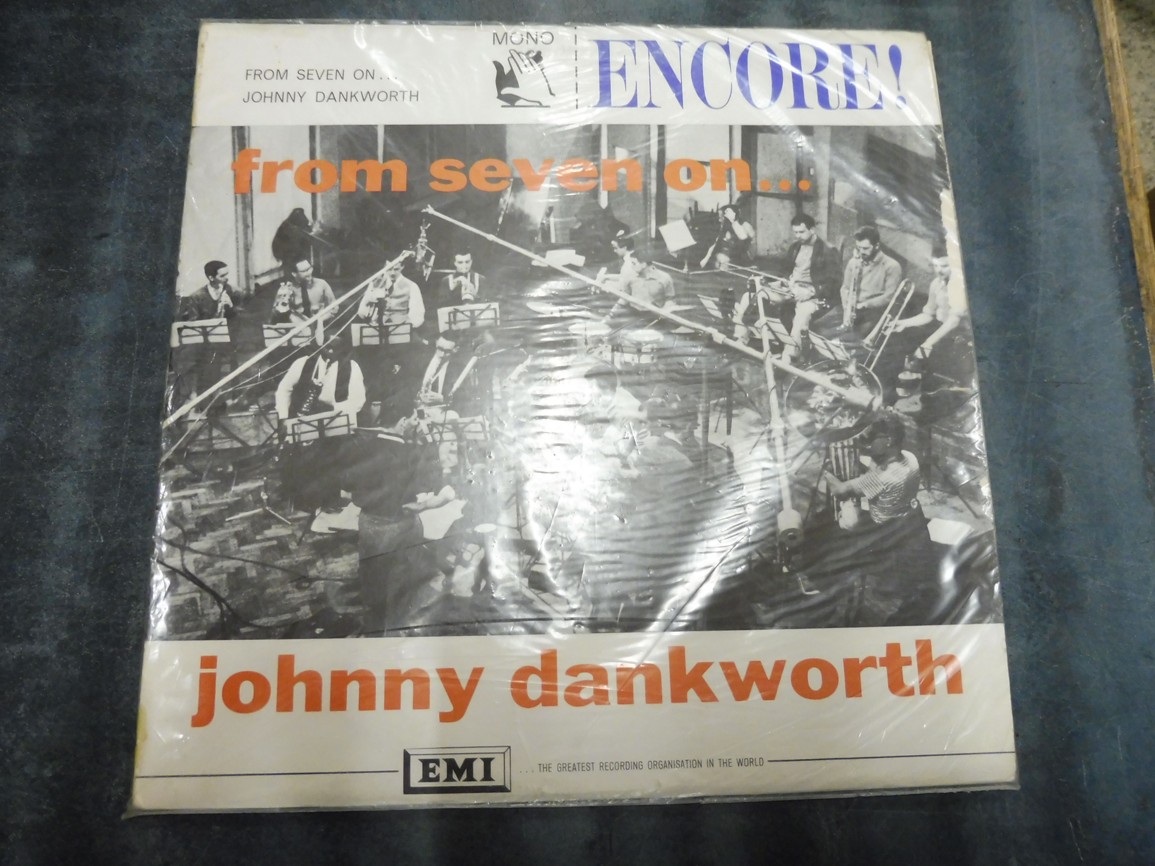 MONO
FROM SEVEN ON...
JOHNNY DANKWORTH
ENCORE!
from seven on...
johnny dankworth
EMI
...THE GREATEST RECORDING ORGANISATION IN THE WORLD